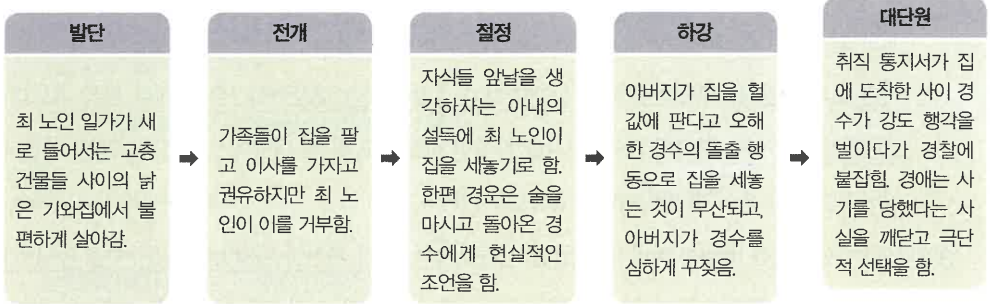 발단
최 노인 일가가 새
로 들어서는 고층
건물들 사이의 낡
은 기와집에서 불
편하게 살아감.
전개
가족들이 집을 팔
고 이사를 가자고
권유하지만 최 노
인이 이를 거부함.
절정
자식들 앞날을 생
각하자는 아내의
설득에 최 노인이
집을 세놓기로 함.
한편 경운은 술을
마시고 돌아온 경
수에게 현실적인
조언을 함.
하강
아버지가 집을 헐
값에 판다고 오해
한 경수의 돌출 행
동으로 집을 세놓
는 것이 무산되고,
아버지가 경수를
심하게 꾸짖음.
대단원
취직 통지서가 집
에 도착한 사이 경
수가 강도 행각을
벌이다가 경찰에
붙잡힘. 경애는 사
기를 당했다는 사
실을 깨닫고 극단
적 선택을 함.